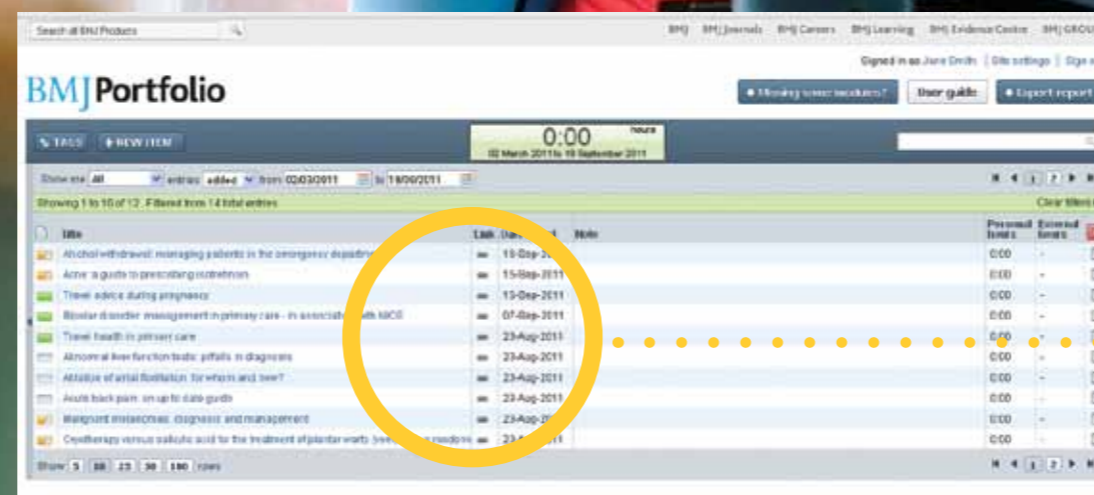 Search all BMJ Products
BMJ BMJ Journals BMJ Careers BMJ Learning BMJ Evidence Centre BMJ GROU
Signed in as Jane Smith | Site settings | Sign
BMJ Portfolio
Missing some modules? User guide Export report
TAGS NEW ITEM
0:00 hours
02 March 2011 to 19 September 2011
Show me All entries added from 02/03/2011 to 19/09/2011
1 2
Showing 1 to 10 of 12. Filtered from 14 total entries Clear filters
Title Link Note Personal hours External hours
Alcohol withdrawal: managing patients in the emergency 0:00 -
Acne: a guide to prescribing isotretinoin 15-Sep-2011 0:00 -
Travel advice during pregnancy 15-Sep-2011 0:00 -
Bipolar disorder: management in primary care - in with NICE 07-Sep-2011 0:00 -
Travel health in primary care 23-Aug-2011 0:00 -
Abnormal liver function tests: pitfalls in diagnosis 23-Aug-2011 0:00 -
Ablation of atrial fibrillation: for whom and how? 23-Aug-2011 0:00 -
Acute back pain: an up to date guide 23-Aug-2011 0:00 -
Malignant melanomas: diagnosis and management 23-Aug-2011 0:00 -
Cryotherapy versus salicylic acid for the treatment of plantar warts 0:00 -
Show 5 10 25 50 100 rows 1 2